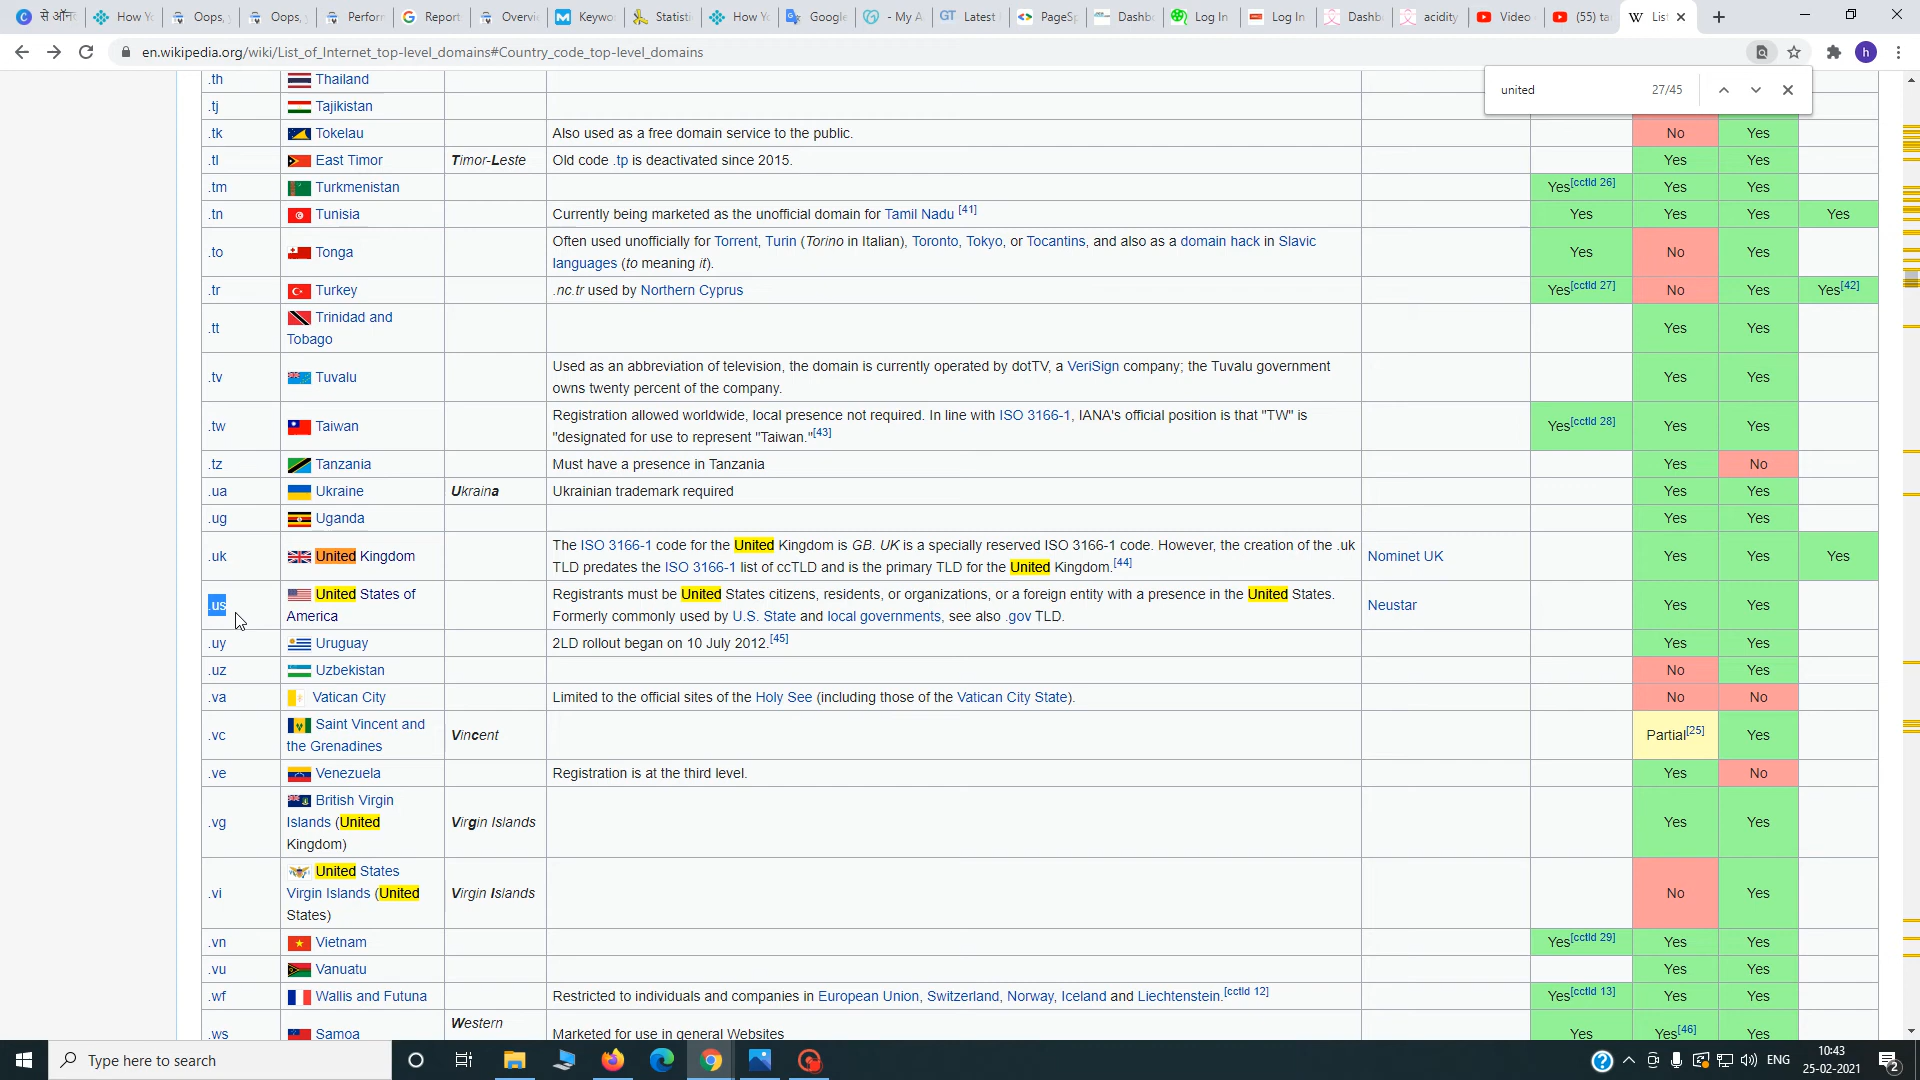 से ऑन
How Yo
Oops, y
Oops, y
Perform
Report
Overvi
Keywo
Statisti
How Yo
Google
- My A
Latest
PageSp
Dashb
Log In
Log In
Dashb
acidity
Video
(55) ta
List
en.wikipedia.org/wiki/List_of_Internet_top-level_domains#Country_code_top-level_domains
h
united 27/45
.th Thailand
.tj Tajikistan
.tk Tokelau Also used as a free domain service to the public. No Yes
.tl East Timor Timor-Leste Old code .tp is deactivated since 2015. Yes Yes
.tm Turkmenistan Yes[cctld 26] Yes Yes
.tn Tunisia Currently being marketed as the unofficial domain for Tamil Nadu [41] Yes Yes Yes Yes
.to Tonga Often used unofficially for Torrent, Turin (Torino in Italian), Toronto, Tokyo, or Tocantins, and also as a domain hack in Slavic
languages (to meaning it). Yes No Yes
.tr Turkey .nc.tr used by Northern Cyprus Yes[cctld 27] No Yes Yes[42]
.tt Trinidad and
Tobago Yes Yes
.tv Tuvalu Used as an abbreviation of television, the domain is currently operated by dotTV, a VeriSign company; the Tuvalu government
owns twenty percent of the company. Yes Yes
.tw Taiwan Registration allowed worldwide, local presence not required. In line with ISO 3166-1, IANA's official position is that "TW" is
"designated for use to represent "Taiwan."[43] Yes[cctld 28] Yes Yes
.tz Tanzania Must have a presence in Tanzania Yes No
.ua Ukraine Ukraina Ukrainian trademark required Yes Yes
.ug Uganda Yes Yes
.uk United Kingdom The ISO 3166-1 code for the United Kingdom is GB. UK is a specially reserved ISO 3166-1 code. However, the creation of the .uk
TLD predates the ISO 3166-1 list of ccTLD and is the primary TLD for the United Kingdom.[44] Nominet UK Yes Yes Yes
.us United States of
America Registrants must be United States citizens, residents, or organizations, or a foreign entity with a presence in the United States.
Formerly commonly used by U.S. State and local governments, see also .gov TLD. Neustar Yes Yes
.uy Uruguay 2LD rollout began on 10 July 2012.[45] Yes Yes
.uz Uzbekistan No Yes
.va Vatican City Limited to the official sites of the Holy See (including those of the Vatican City State). No No
.vc Saint Vincent and
the Grenadines Vincent Partial[25] Yes
.ve Venezuela Registration is at the third level. Yes No
.vg British Virgin
Islands (United
Kingdom) Virgin Islands Yes Yes
.vi United States
Virgin Islands (United
States) Virgin Islands No Yes
.vn Vietnam Yes[cctld 29] Yes Yes
.vu Vanuatu Yes Yes
.wf Wallis and Futuna Restricted to individuals and companies in European Union, Switzerland, Norway, Iceland and Liechtenstein.[cctld 12] Yes[cctld 13] Yes Yes
.ws Samoa Western Marketed for use in general Websites Yes Yes[46] Yes
Type here to search
ENG
10:43
25-02-2021
2